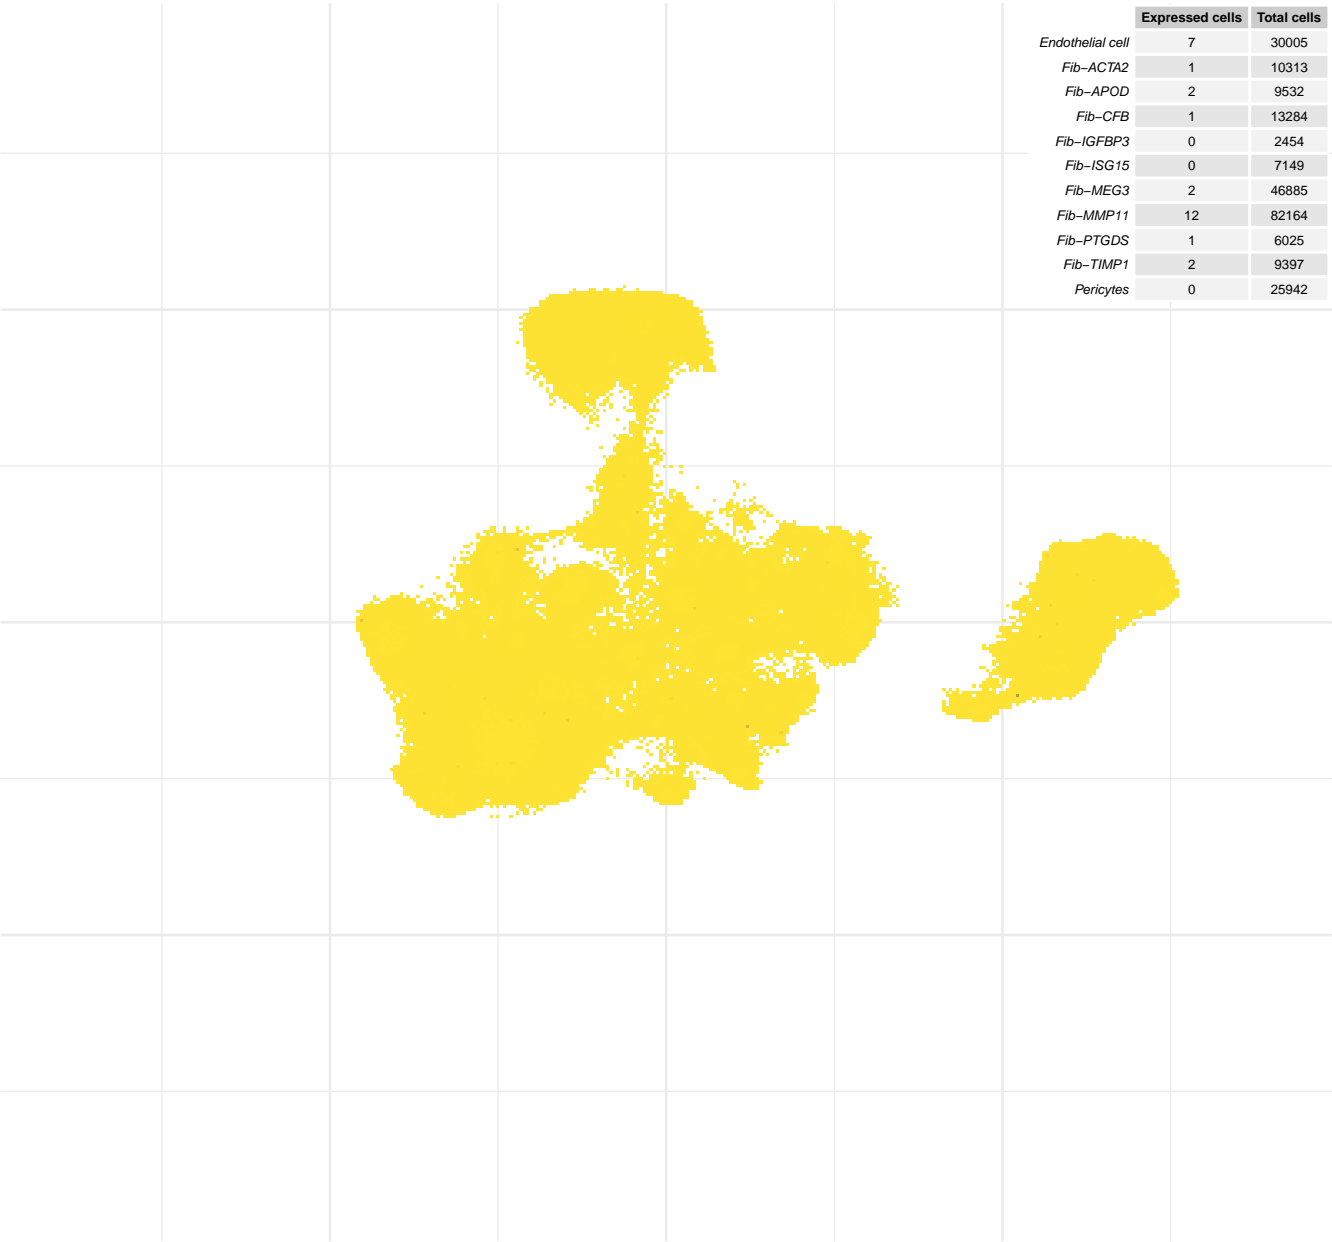 Expressed cells Total cells
Endothelial cell 7 30005
Fib−ACTA2 1 10313
Fib−APOD 2 9532
Fib−CFB 1 13284
Fib−IGFBP3 0 2454
Fib−ISG15 0 7149
Fib−MEG3 2 46885
Fib−MMP11 12 82164
Fib−PTGDS 1 6025
Fib−TIMP1 2 9397
Pericytes 0 25942